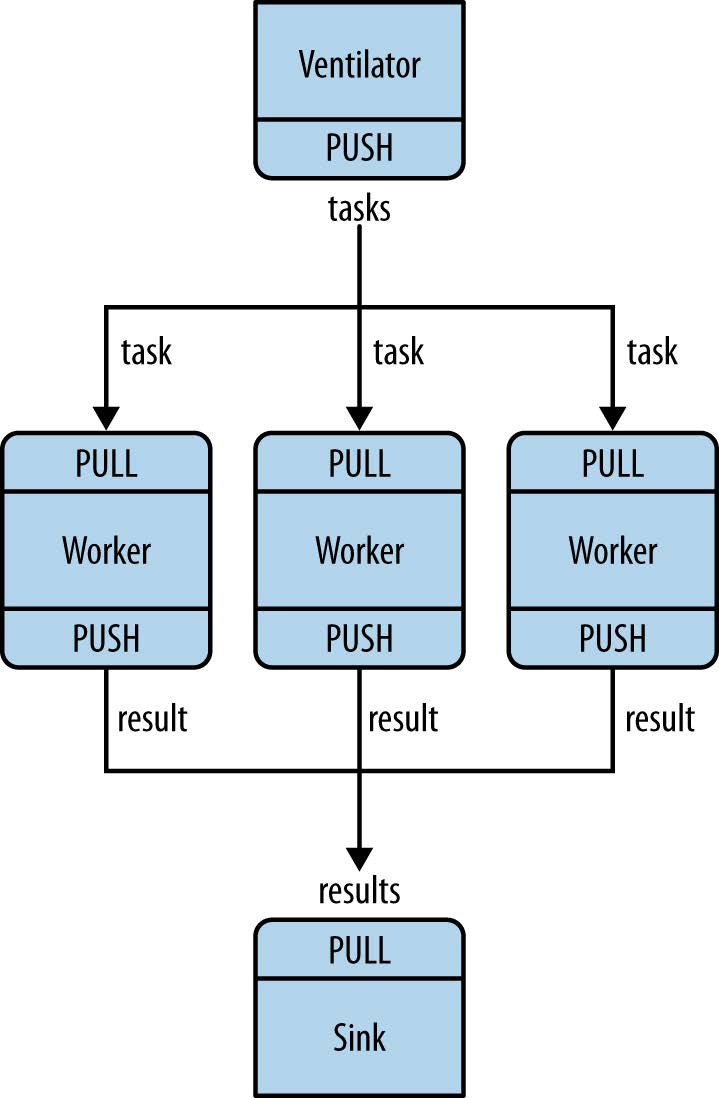 Ventilator
PUSH
tasks
task
task
task
PULL
PULL
PULL
Worker
Worker
Worker
PUSH
PUSH
PUSH
result
result
result
results
PULL
Sink